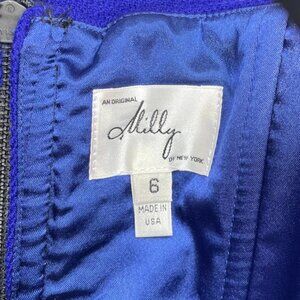 AN ORIGINAL
Milly
OF NEW YORK
6
MADE IN
USA